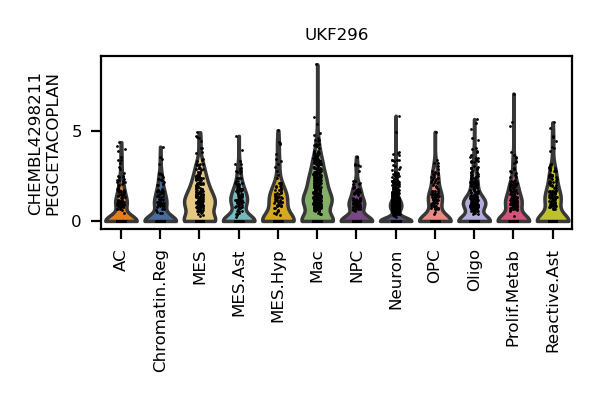 UKF296
CHEMBL4298211
PEGCETACOPLAN
5
0
AC
Chromatin.Reg
MES
MES.Ast
MES.Hyp
Mac
NPC
Neuron
OPC
Oligo
Prolif.Metab
Reactive.Ast